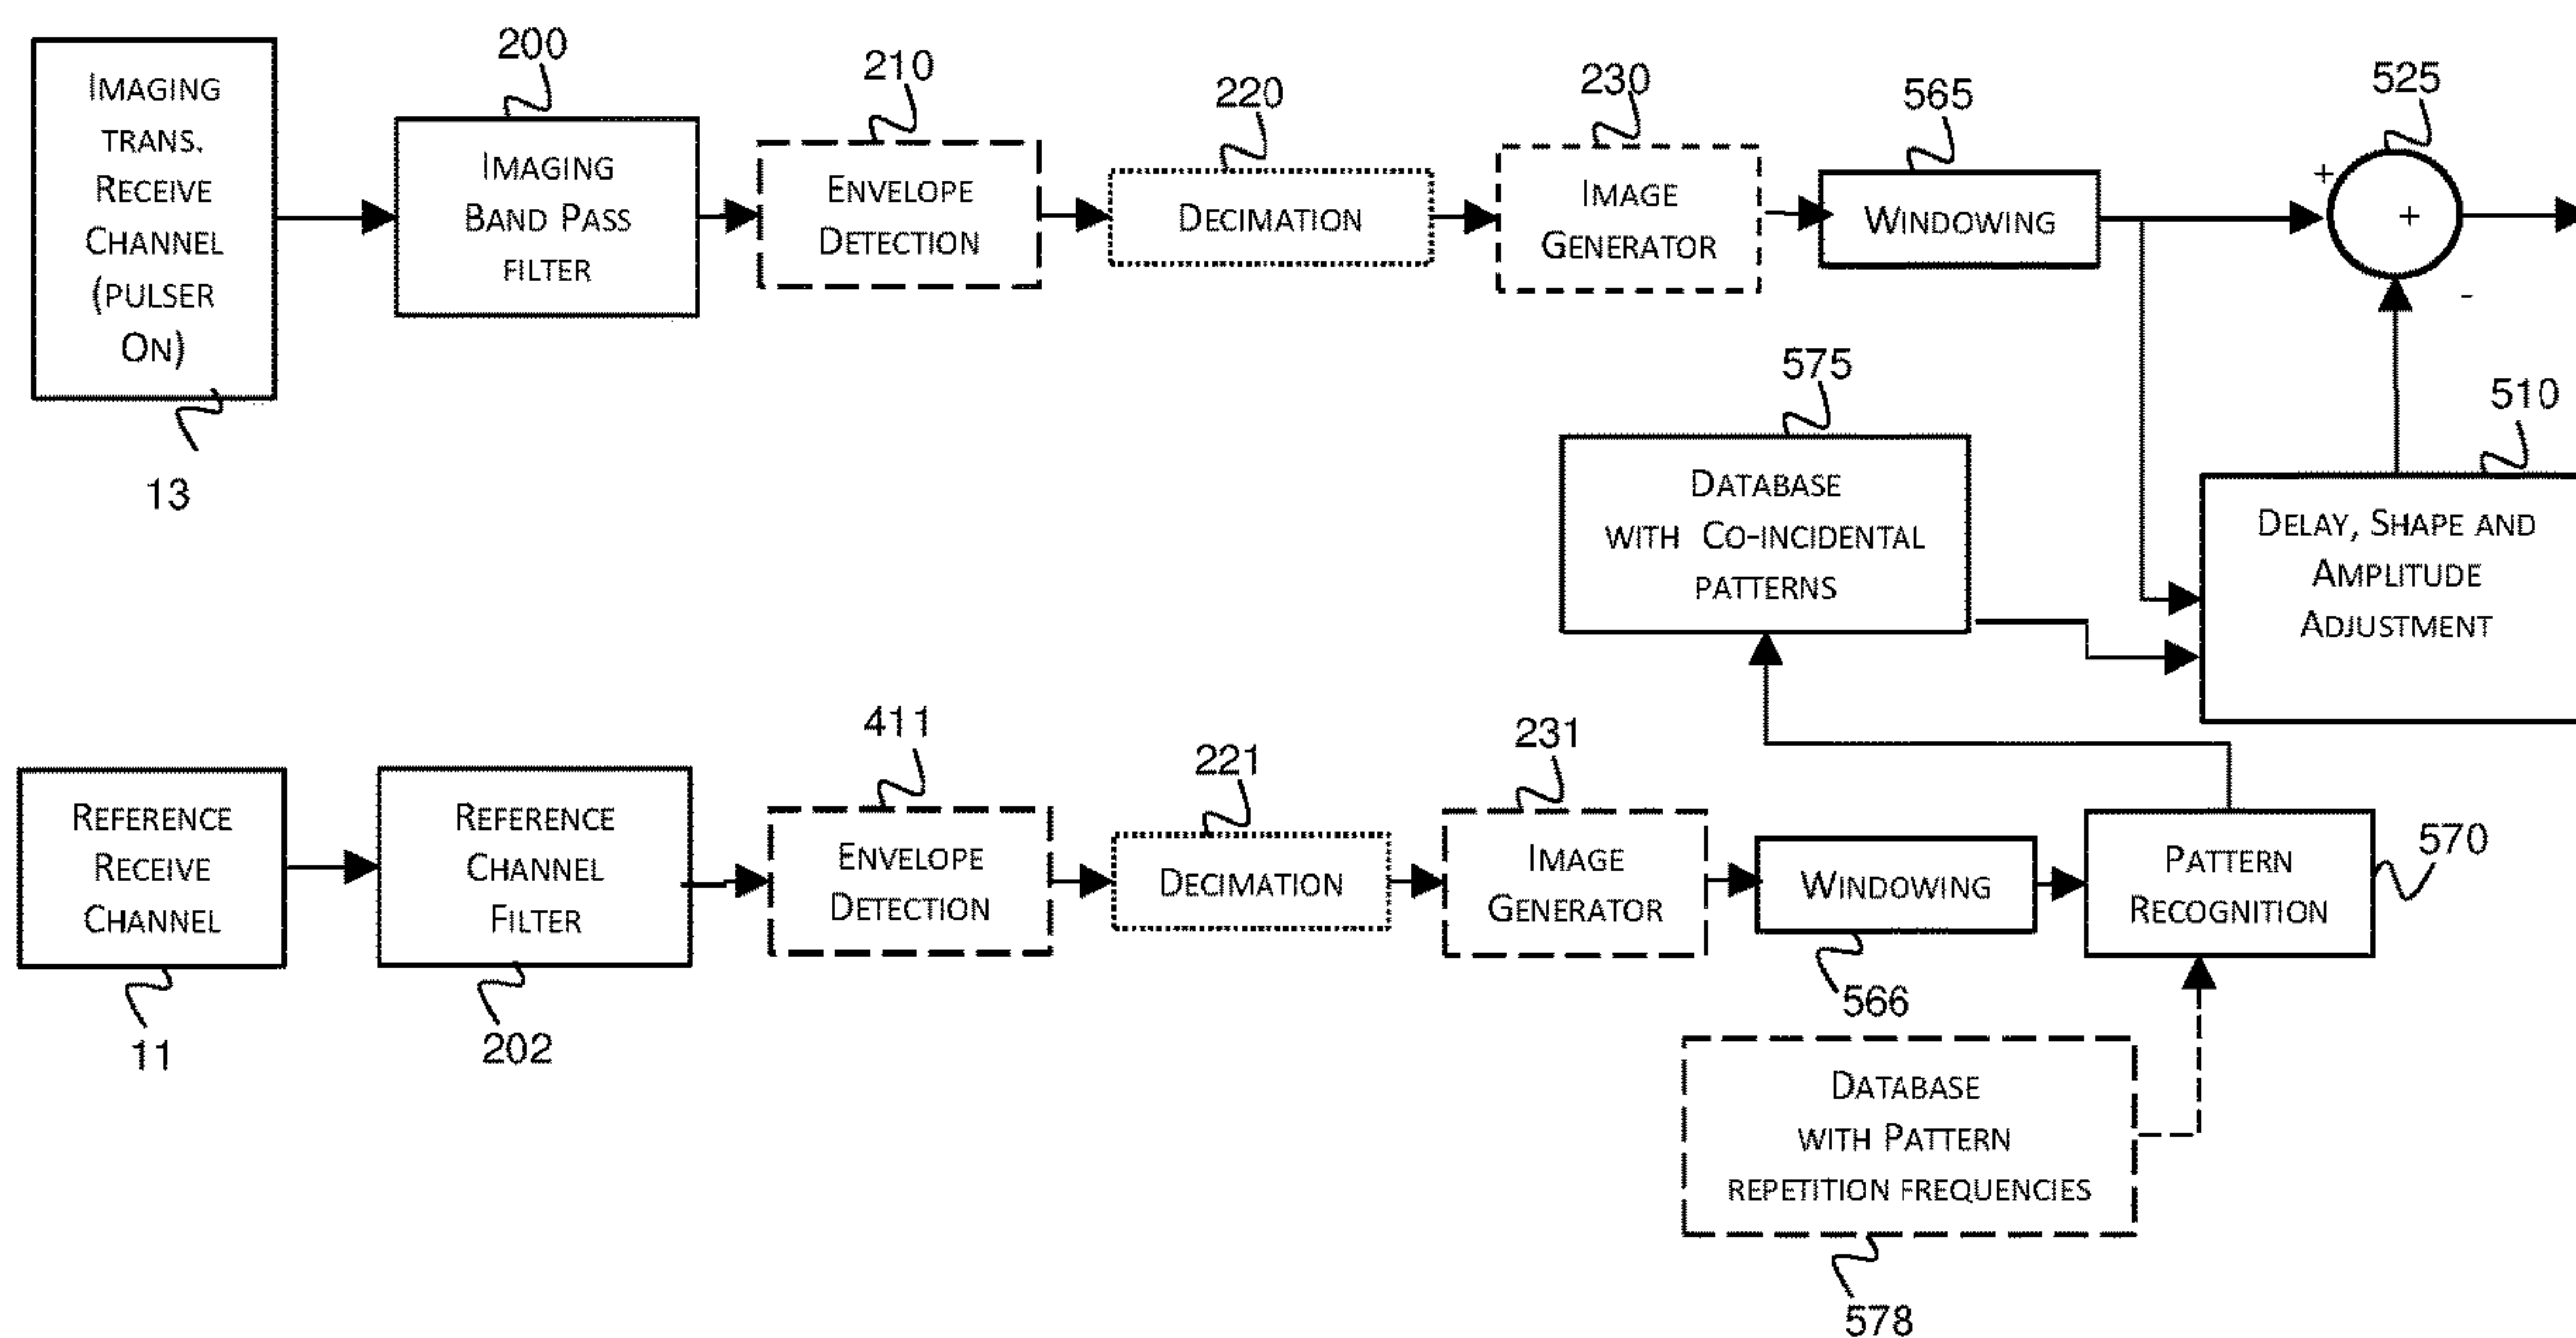 200
IMAGING
TRANS.
RECEIVE
CHANNEL
(PULSER
ON)
13
IMAGING
BAND PASS
FILTER
210
ENVELOPE
DETECTION
220
DECIMATION
230
IMAGE
GENERATOR
565
WINDOWING
525
+
+
-
575
DATABASE
WITH CO-INCIDENTAL
PATTERNS
510
DELAY, SHAPE AND
AMPLITUDE
ADJUSTMENT
REFERENCE
RECEIVE
CHANNEL
11
REFERENCE
CHANNEL
FILTER
202
411
ENVELOPE
DETECTION
221
DECIMATION
231
IMAGE
GENERATOR
WINDOWING
566
PATTERN
RECOGNITION
570
DATABASE
WITH PATTERN
REPETITION FREQUENCIES
578